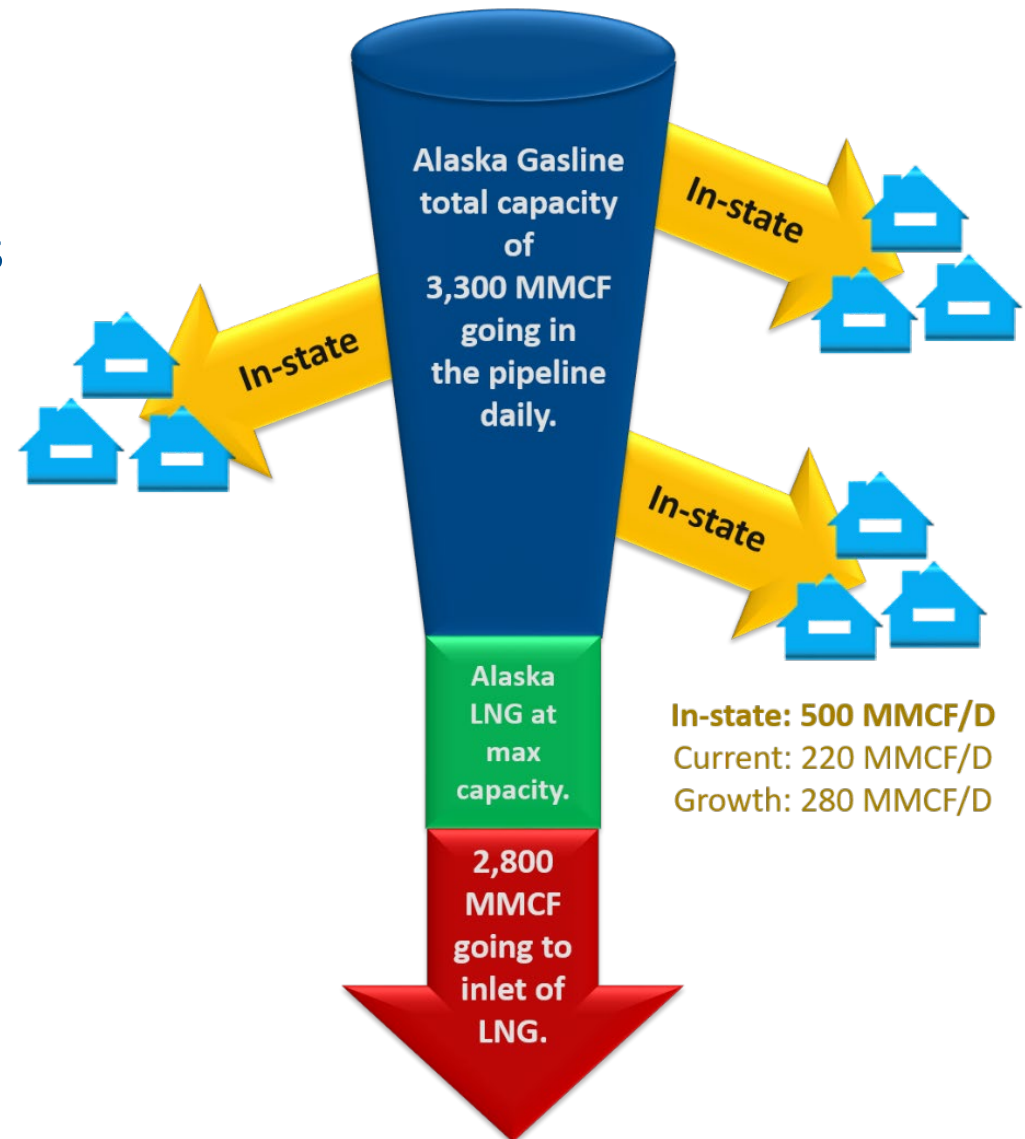 Alaska Gasline
total capacity
of
3,300 MMCF
going in
the pipeline
daily.
In-state
In-state
In-state
Alaska
LNG at
max
capacity.
In-state: 500 MMCF/D
Current: 220 MMCF/D
Growth: 280 MMCF/D
2,800
MMCF
going to
inlet of
LNG.